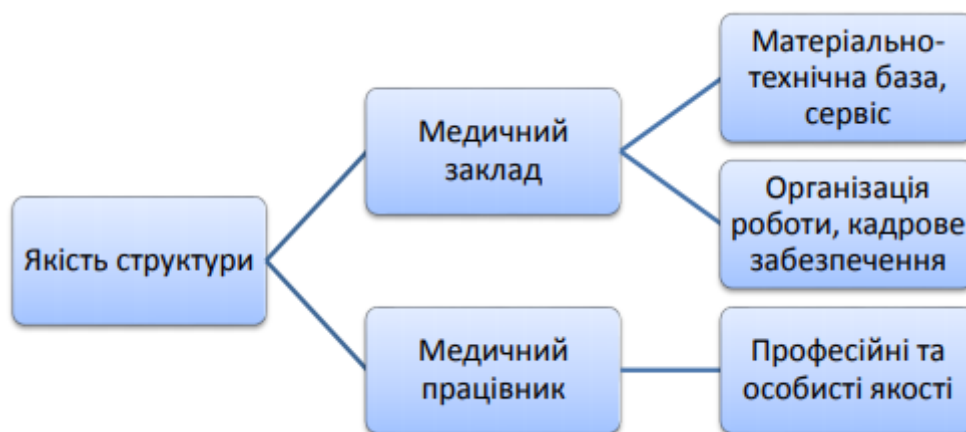 Якість структури
Медичний
заклад
Медичний
працівник
Матеріально-
технічна база,
сервіс
Організація
роботи, кадрове
забезпечення
Професійні та
особисті якості